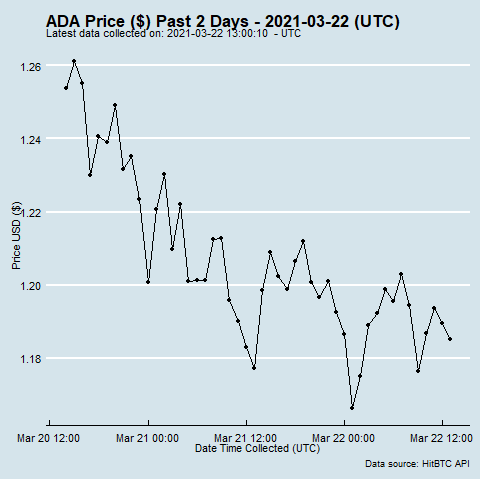 ADA Price ($) Past 2 Days - 2021-03-22 (UTC)
Latest data collected on: 2021-03-22 13:00:10 - UTC
1.26
1.24
1.22
1.20
1.18
Price USD ($)
Mar 20 12:00 Mar 21 00:00 Mar 21 12:00 Mar 22 00:00 Mar 22 12:00
Date Time Collected (UTC)
Data source: HitBTC API